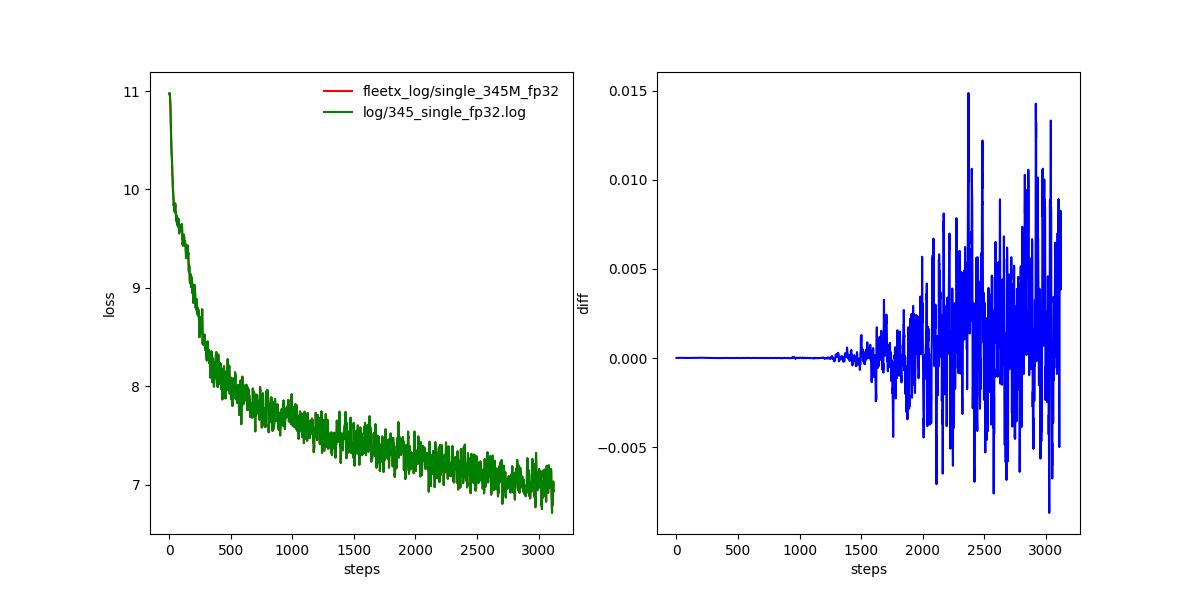 fleetx_log/single_345M_fp32
log/345_single_fp32.log
11
10
9
8
7
loss
0 500 1000 1500 2000 2500 3000
steps
0.015
0.010
0.005
0.000
−0.005
diff
0 500 1000 1500 2000 2500 3000
steps